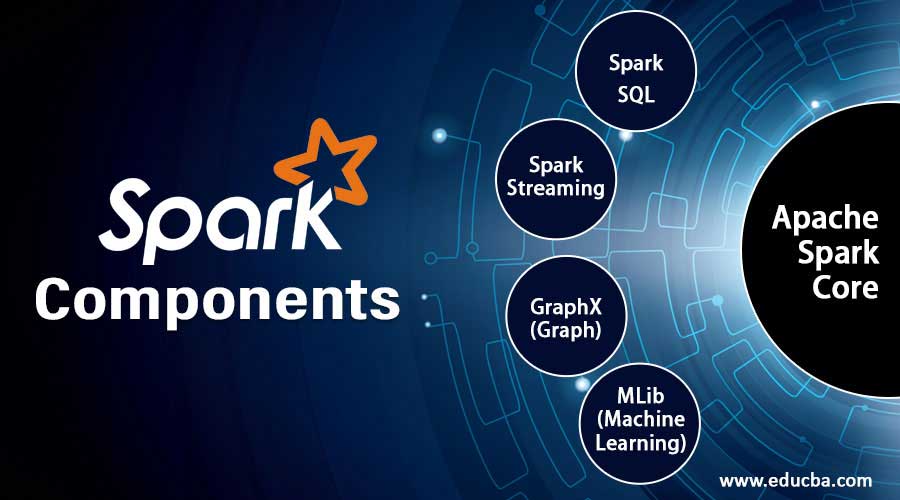 Spark
Components
Spark
SQL
Spark
Streaming
GraphX
(Graph)
MLib
(Machine
Learning)
Apache
Spark
Core
www.educba.com